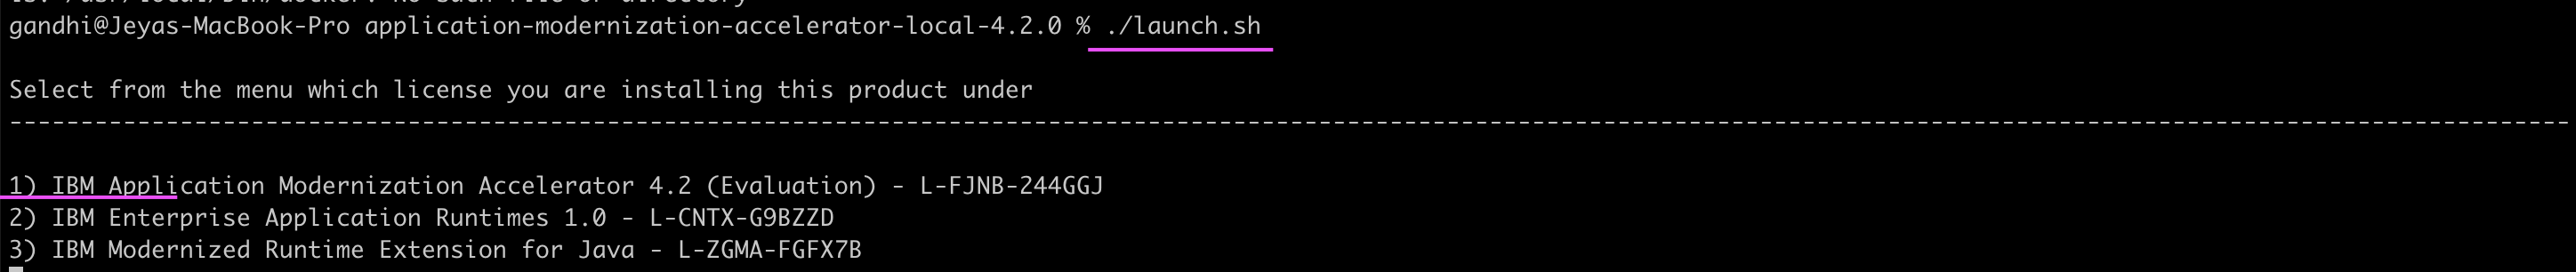 gandhi@Jeyas-MacBook-Pro application-modernization-accelerator-local-4.2.0 % ./launch.sh
Select from the menu which license you are installing this product under
1) IBM Application Modernization Accelerator 4.2 (Evaluation) - L-FJNB-244GGJ
2) IBM Enterprise Application Runtimes 1.0 - L-CNTX-G9BZZD
3) IBM Modernized Runtime Extension for Java - L-ZGMA-FGFX7B